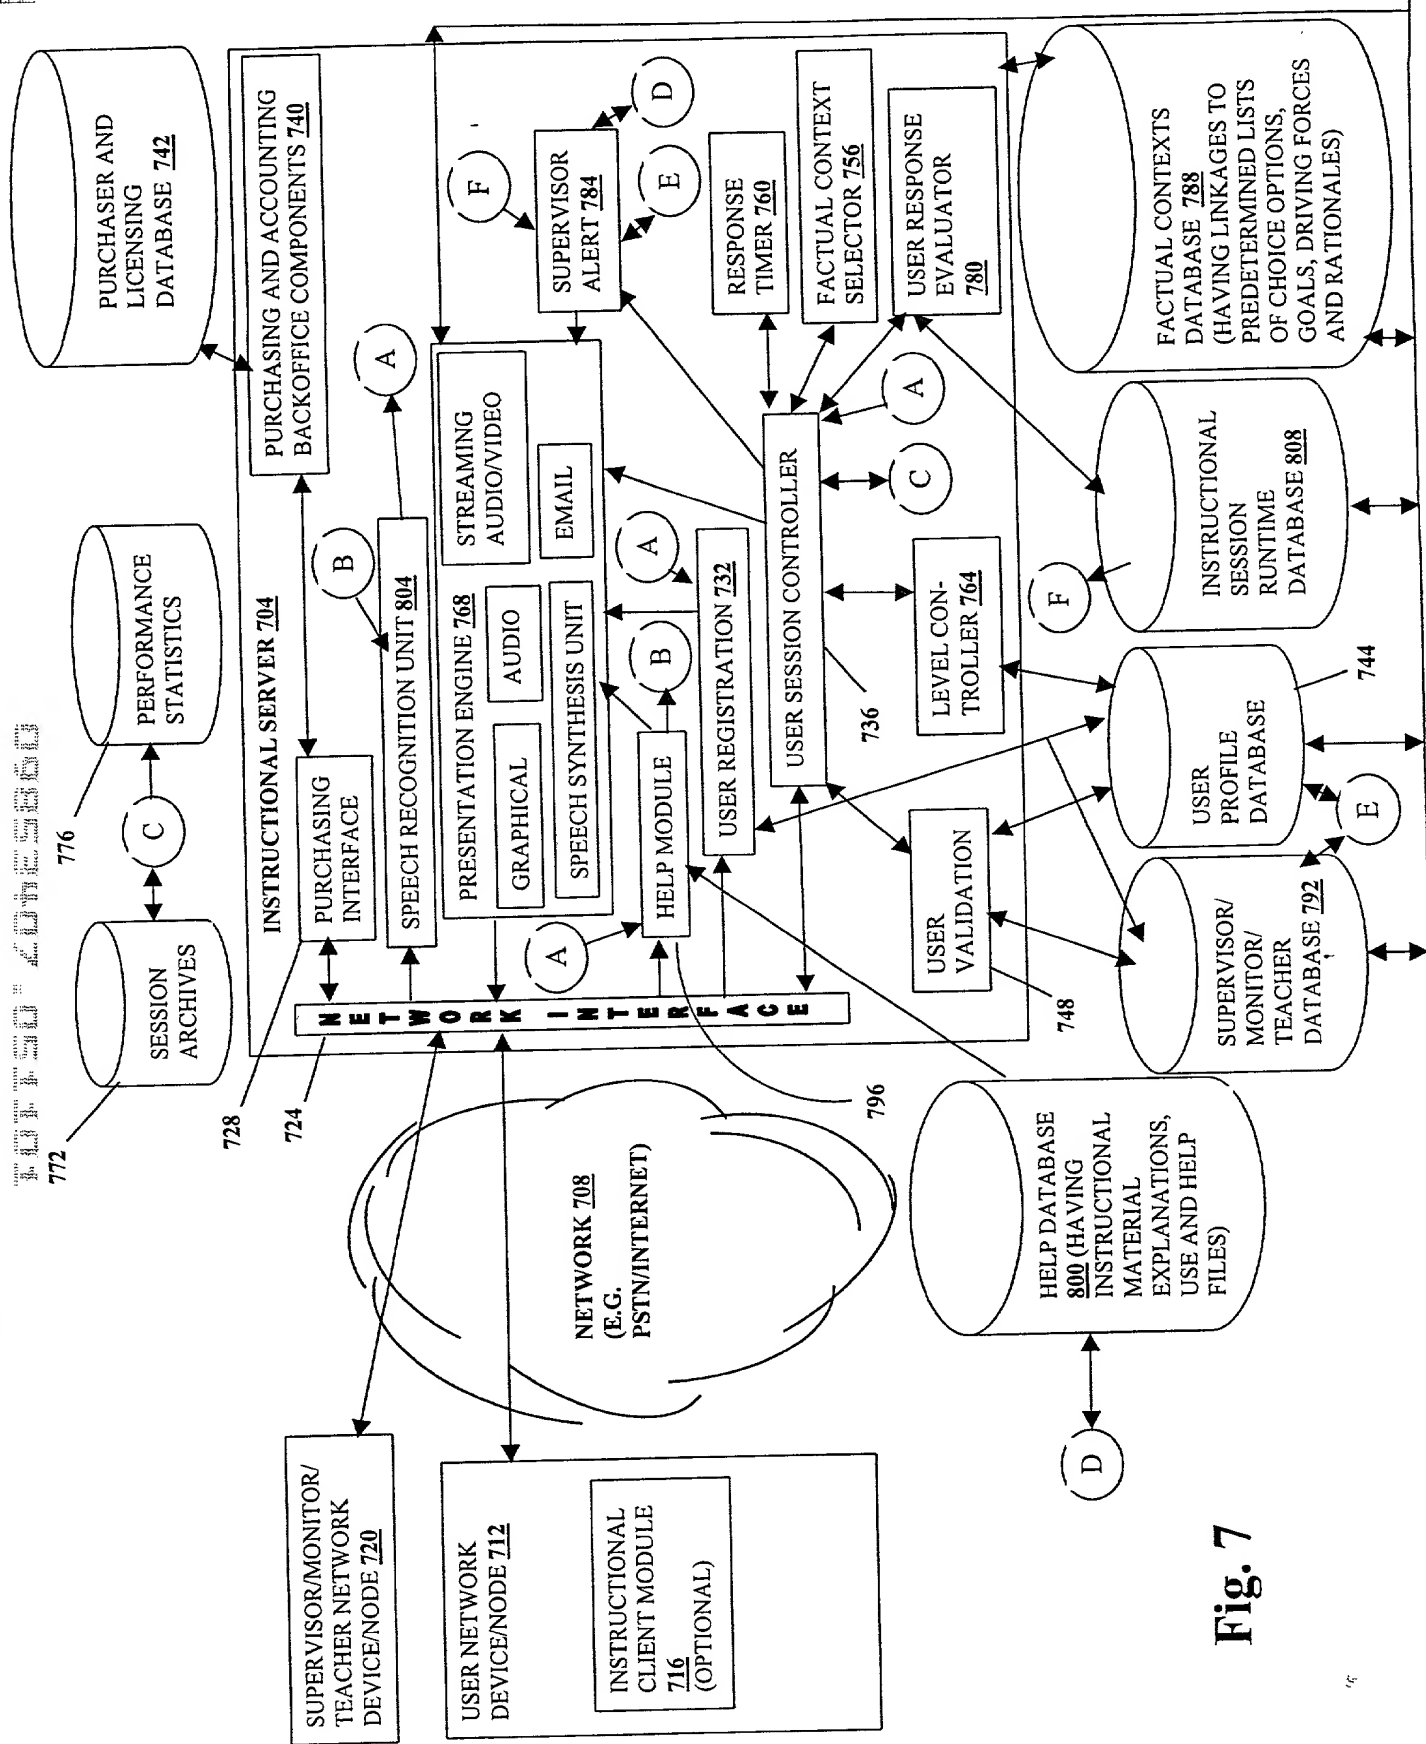 PURCHASER AND
LICENSING
DATABASE 742
PERFORMANCE
STATISTICS
776
C
SESSION
ARCHIVES
772
INSTRUCTIONAL SERVER 704
PURCHASING AND ACCOUNTING
BACKOFFICE COMPONENTS 740
PURCHASING
INTERFACE
728
724
NETWORK INTERFACE
SPEECH RECOGNITION UNIT 804
B
A
PRESENTATION ENGINE 768
STREAMING
AUDIO/VIDEO
EMAIL
AUDIO
GRAPHICAL
SPEECH SYNTHESIS UNIT
F
SUPERVISOR
ALERT 784
D
E
HELP MODULE
A
B
796
USER REGISTRATION 732
A
RESPONSE
TIMER 760
FACTUAL CONTEXT
SELECTOR 756
USER RESPONSE
EVALUATOR
780
USER SESSION CONTROLLER
736
A
C
LEVEL CON-
TROLLER 764
USER
VALIDATION
748
FACTUAL CONTEXTS
DATABASE 788
(HAVING LINKAGES TO
PREDETERMINED LISTS
OF CHOICE OPTIONS,
GOALS, DRIVING FORCES
AND RATIONALES)
INSTRUCTIONAL
SESSION
RUNTIME
DATABASE 808
F
USER
PROFILE
DATABASE
744
SUPERVISOR/
MONITOR/
TEACHER
DATABASE 792
E
HELP DATABASE
800 (HAVING
INSTRUCTIONAL
MATERIAL
EXPLANATIONS,
USE AND HELP
FILES)
D
NETWORK 708
(E.G.
PSTN/INTERNET)
SUPERVISOR/MONITOR/
TEACHER NETWORK
DEVICE/NODE 720
USER NETWORK
DEVICE/NODE 712
INSTRUCTIONAL
CLIENT MODULE
716
(OPTIONAL)
Fig. 7